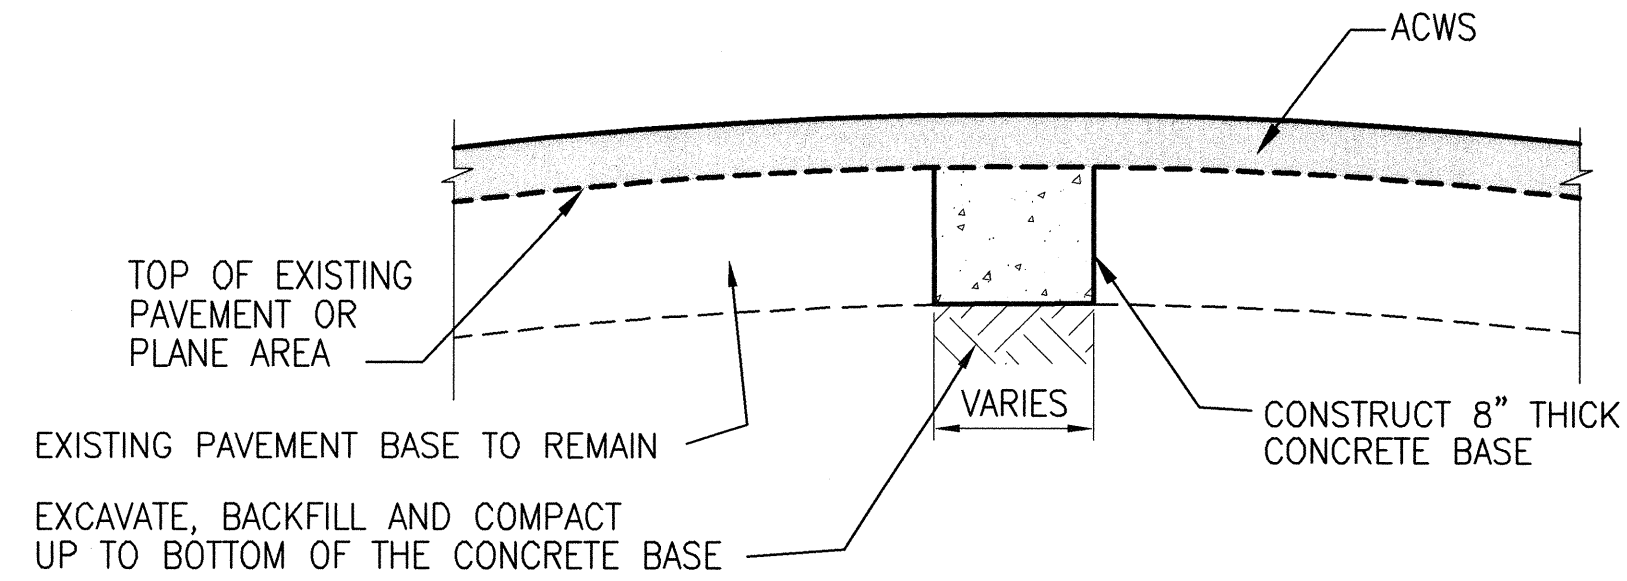 ACWS
TOP OF EXISTING
PAVEMENT OR
PLANE AREA
VARIES
CONSTRUCT 8" THICK
CONCRETE BASE
EXISTING PAVEMENT BASE TO REMAIN
EXCAVATE, BACKFILL AND COMPACT
UP TO BOTTOM OF THE CONCRETE BASE